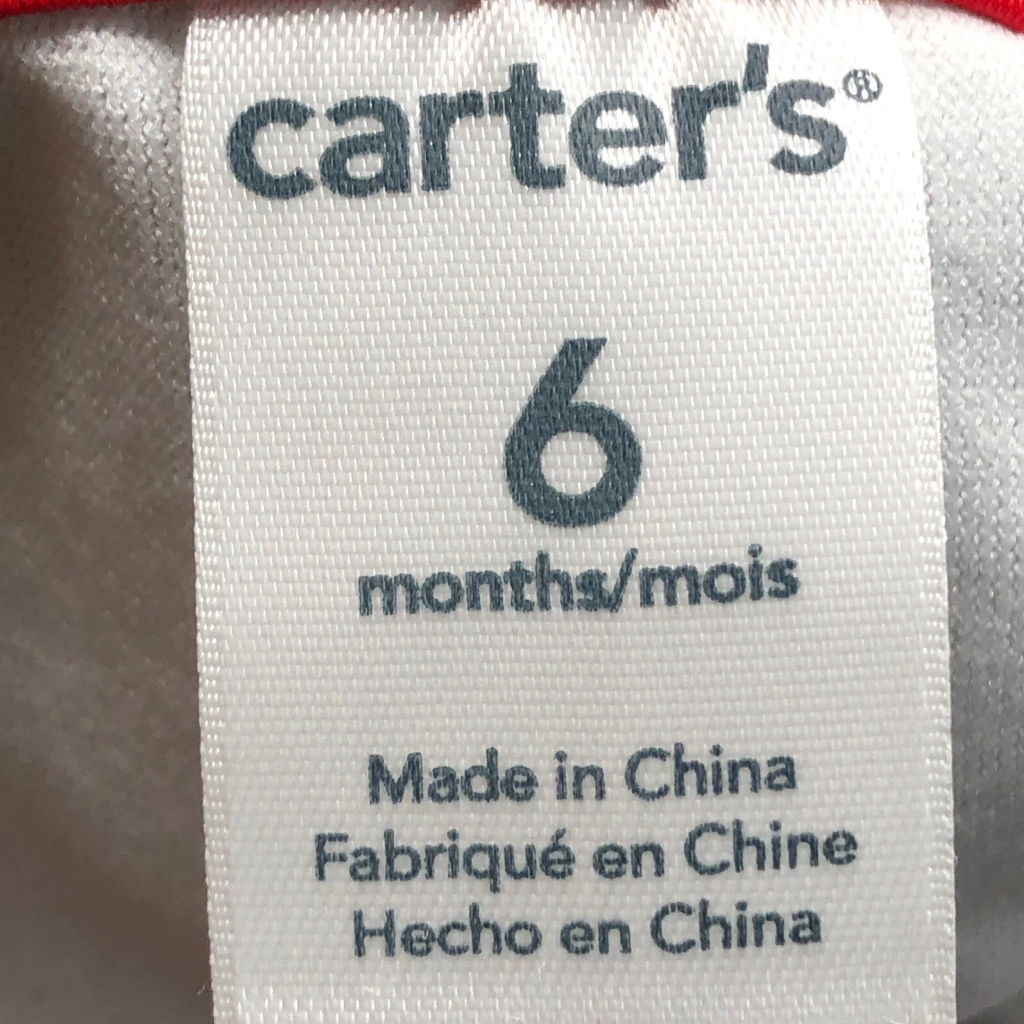 carter's®
6
months/mois
Made in China
Fabriqué en Chine
Hecho en China